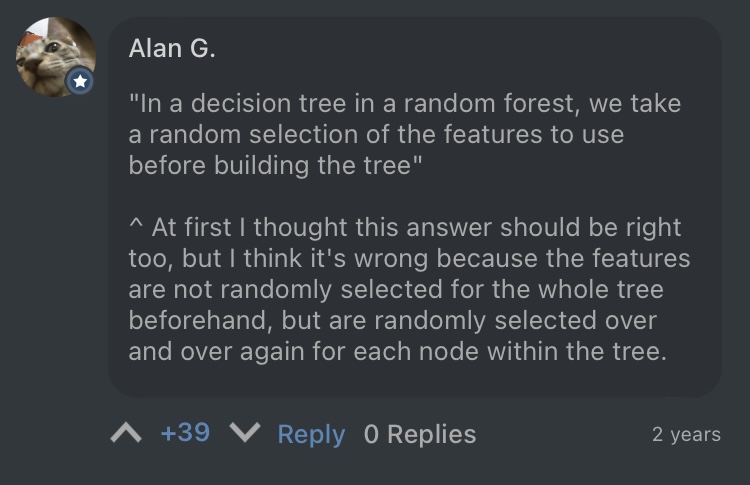 Alan G.
"In a decision tree in a random forest, we take
a random selection of the features to use
before building the tree"
^ At first I thought this answer should be right
too, but I think it's wrong because the features
are not randomly selected for the whole tree
beforehand, but are randomly selected over
and over again for each node within the tree.
+39 Reply 0 Replies 2 years